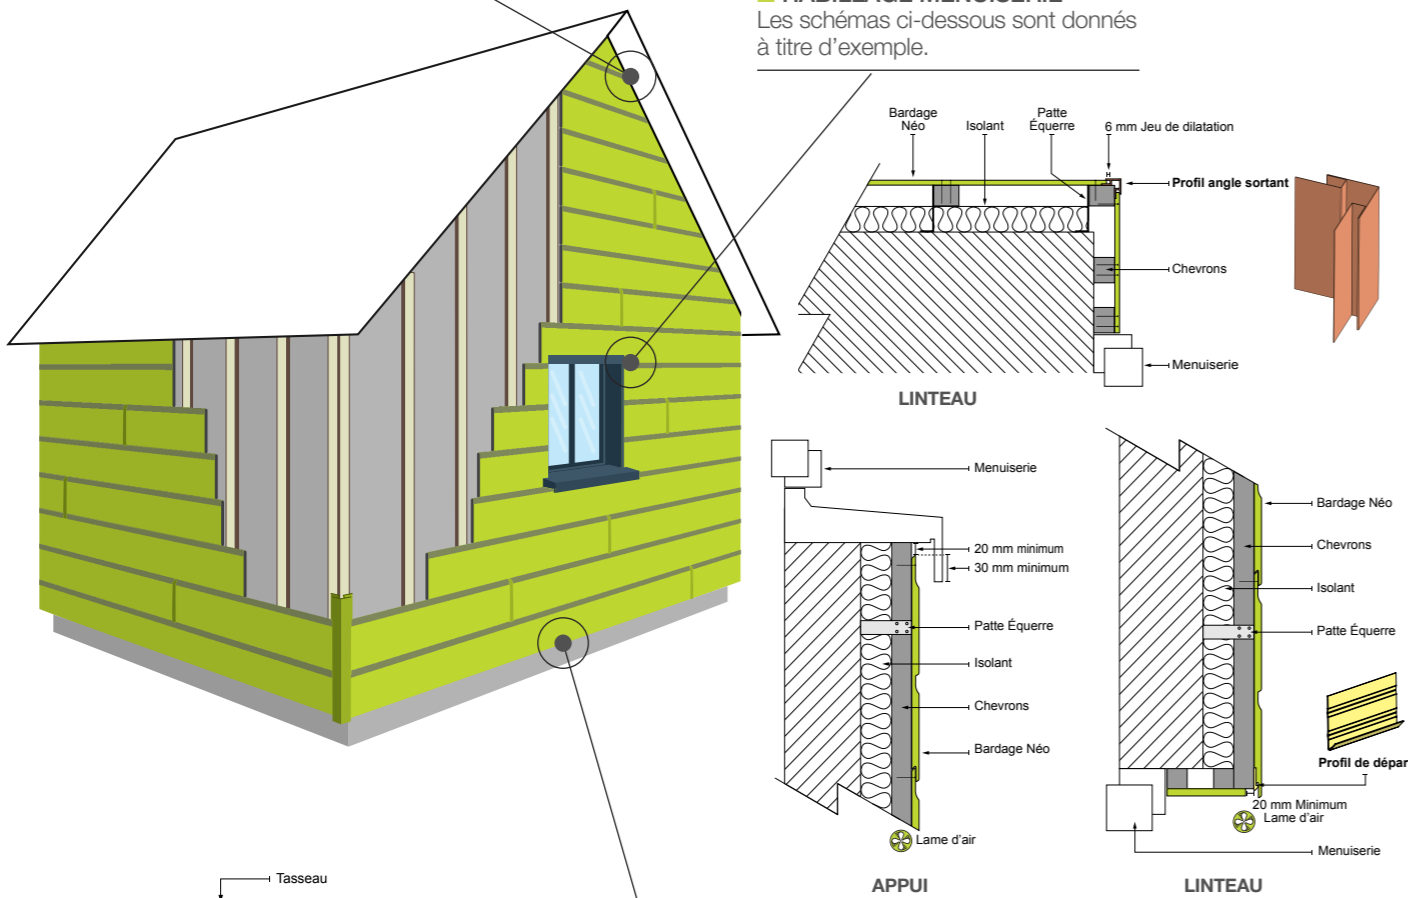 HABILLAGE MENUISERIE
Les schémas ci-dessous sont donnés
à titre d'exemple.
Bardage
Néo
Isolant
Patte
Équerre
6 mm Jeu de dilatation
Profil angle sortant
Chevrons
Menuiserie
LINTEAU
Menuiserie
20 mm minimum
30 mm minimum
Patte Équerre
Isolant
Chevrons
Bardage Néo
Lame d'air
APPUI
Bardage Néo
Chevrons
Isolant
Patte Équerre
Profil de dépar
20 mm Minimum
Lame d'air
Menuiserie
LINTEAU
Tasseau